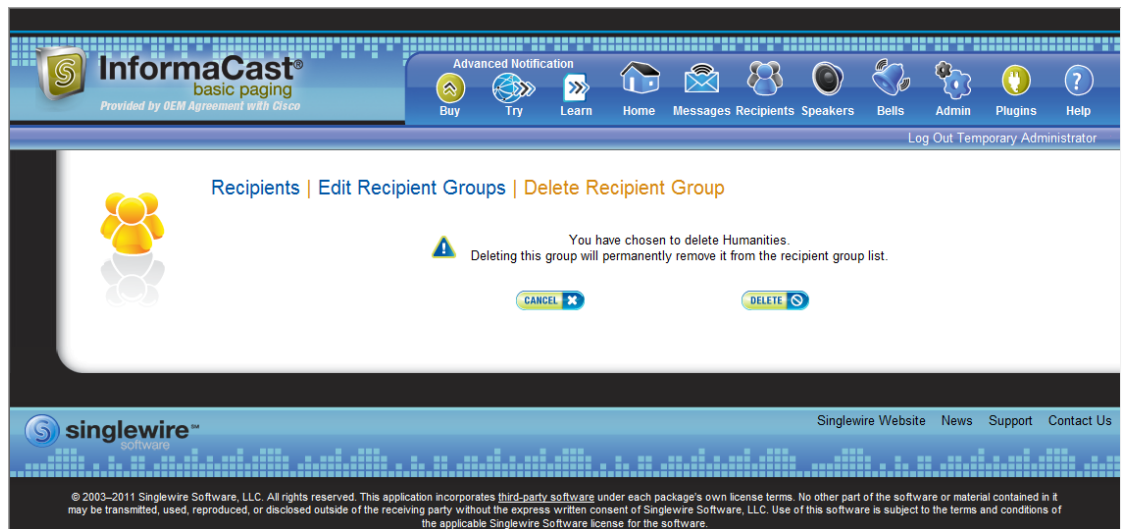 InformaCast®
basic paging
Provided by OEM Agreement with Cisco
Advanced Notification
Buy Try Learn Home Messages Recipients Speakers Bells Admin Plugins Help
Log Out Temporary Administrator
Recipients | Edit Recipient Groups | Delete Recipient Group
You have chosen to delete Humanities.
Deleting this group will permanently remove it from the recipient group list.
CANCEL DELETE
singlewire℠
software
Singlewire Website News Support Contact Us
© 2003–2011 Singlewire Software, LLC. All rights reserved. This application incorporates third-party software under each package's own license terms. No other part of the software or material contained in it
may be transmitted, used, reproduced, or disclosed outside of the receiving party without the express written consent of Singlewire Software, LLC. Use of this software is subject to the terms and conditions of
the applicable Singlewire Software license for the software.